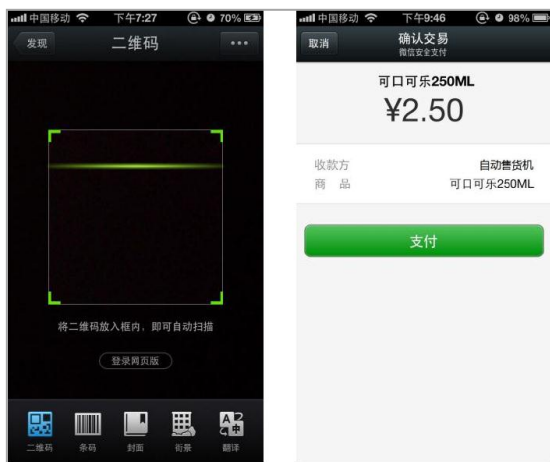 中国移动 下午7:27 70%
发现 二维码
将二维码放入框内，即可自动扫描
登录网页版
二维码 条码 封面 街景 翻译
中国移动 下午9:46 98%
取消 确认交易
微信安全支付
可口可乐250ML
¥2.50
收款方 自动售货机
商 品 可口可乐250ML
支付